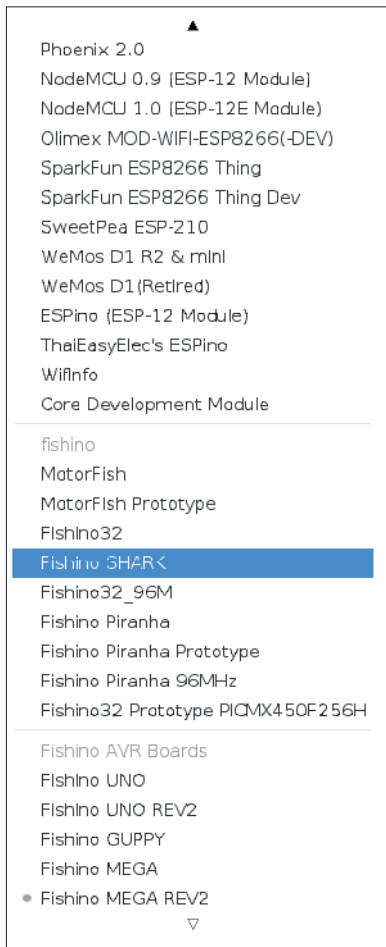 Phoenix 2.0
NodeMCU 0.9 (ESP-12 Module)
NodeMCU 1.0 (ESP-12E Module)
Olimex MOD-WIFI-ESP8266(-DEV)
SparkFun ESP8266 Thing
SparkFun ESP8266 Thing Dev
SweetPea ESP-210
WeMos D1 R2 & mini
WeMos D1(Retired)
ESPino (ESP-12 Module)
ThaiEasyElec's ESPino
WifInfo
Core Development Module
fishino
MotorFish
MotorFish Prototype
Fishino32
Fishino SHARK
Fishino32_96M
Fishino Piranha
Fishino Piranha Prototype
Fishino Piranha 96MHz
Fishino32 Prototype PICMX450F256H
Fishino AVR Boards
Fishino UNO
Fishino UNO REV2
Fishino GUPPY
Fishino MEGA
Fishino MEGA REV2